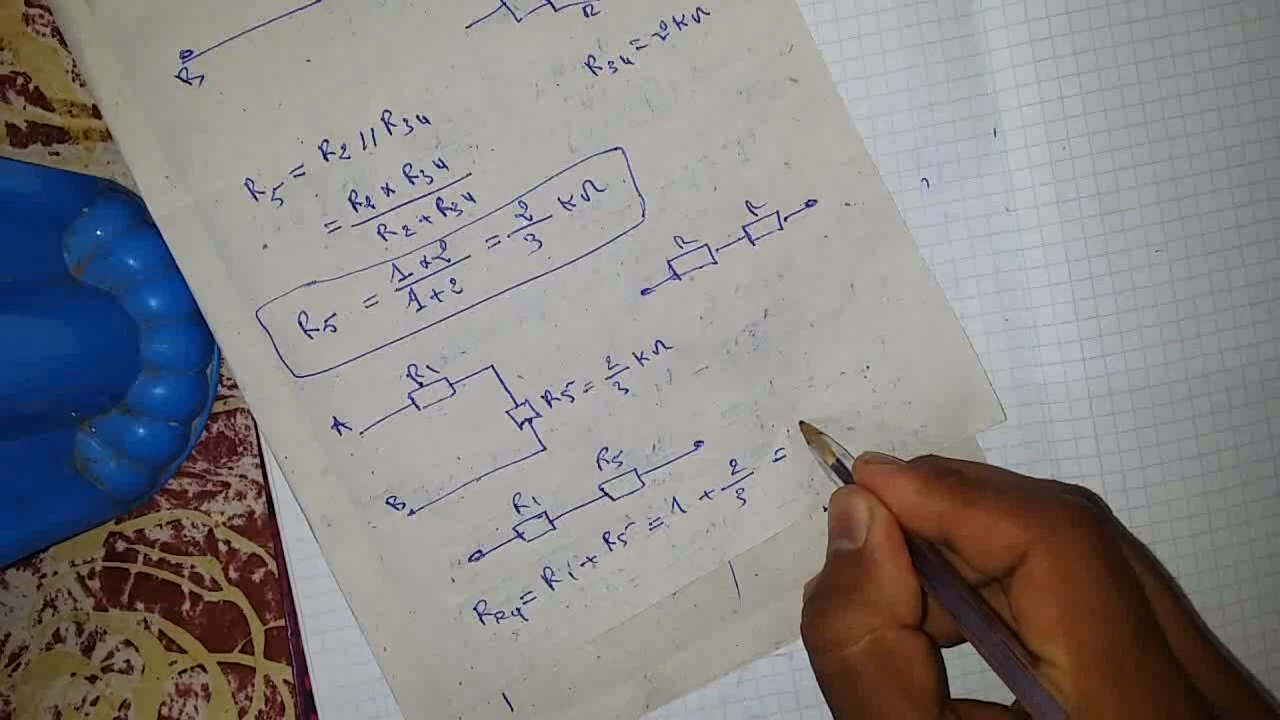 R
B
R34 = 2 KΩ
R5 = R2 // R34
= R2 × R34 / R2 + R34
R5 = 1 × 2 / 1 + 2 = 2/3 KΩ
R R
R1
A
R5 = 2/3 KΩ
B
R1 R5
Req = R1 + R5 = 1 + 2/3 =